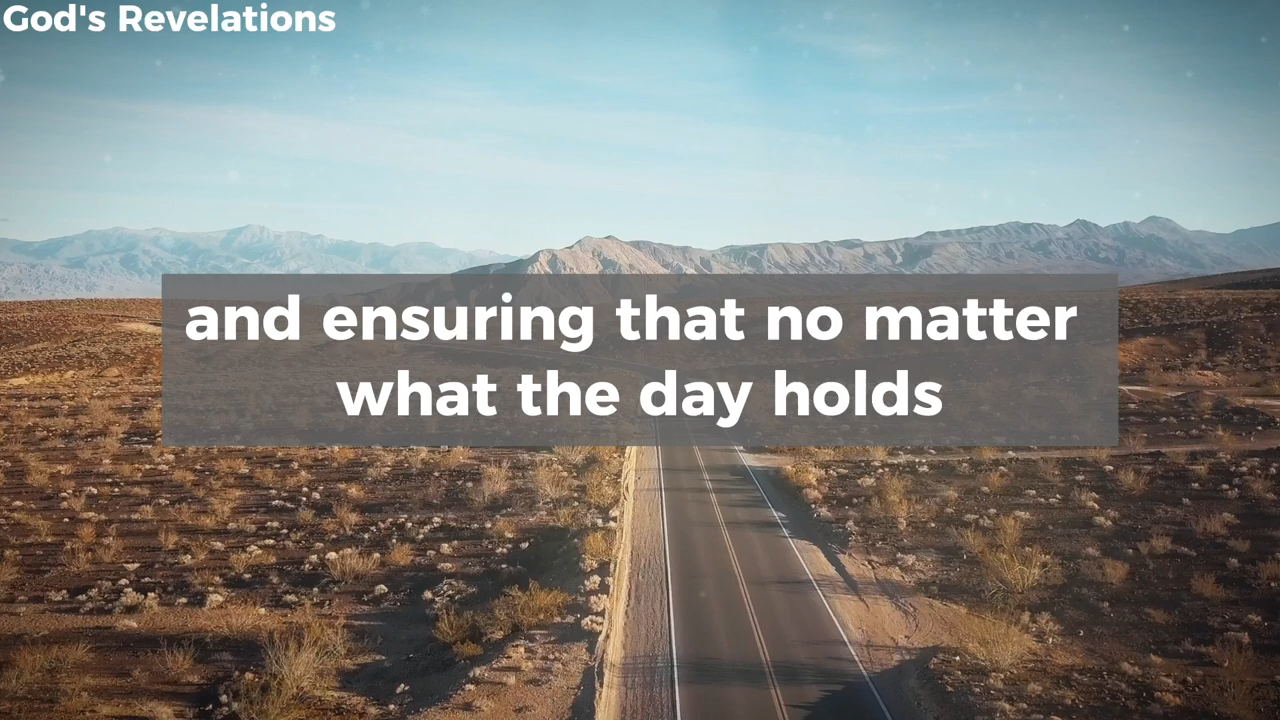 God's Revelations
and ensuring that no matter
what the day holds